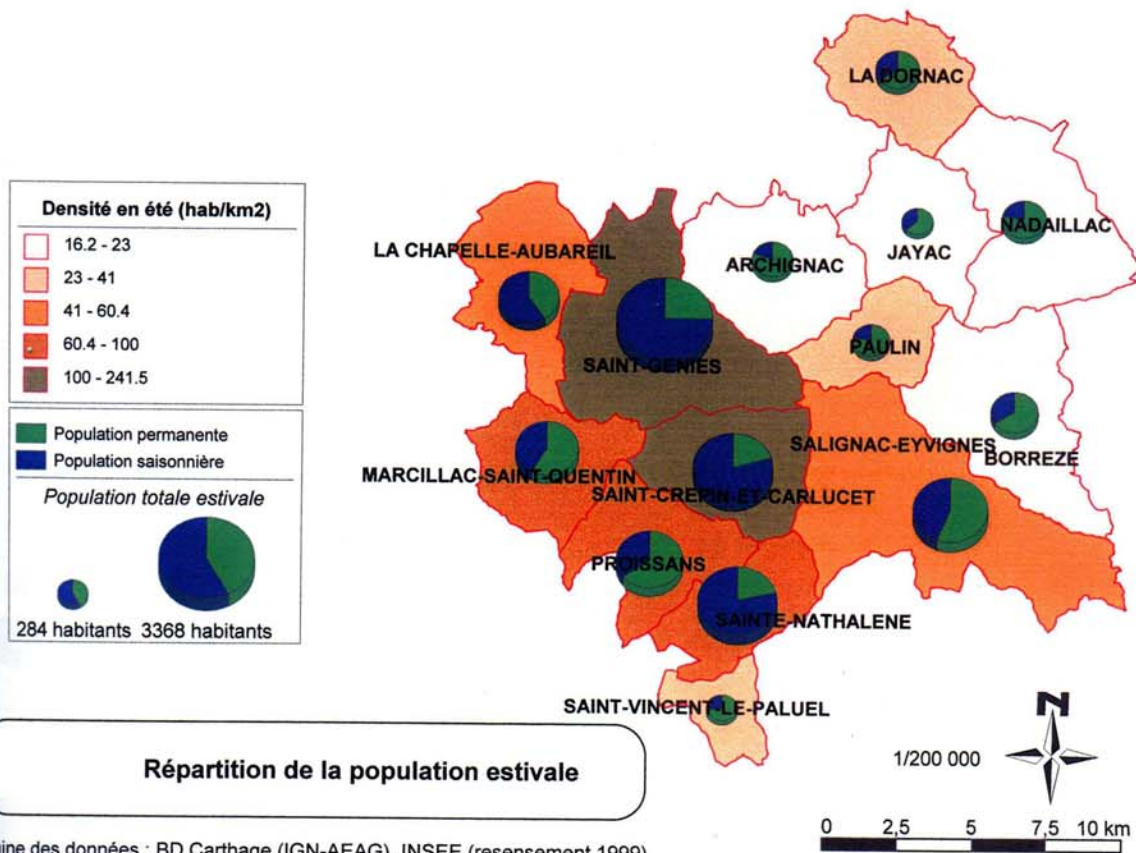 LA DORNAC
NADAILLAC
JAYAC
ARCHIGNAC
LA CHAPELLE-AUBAREIL
SAINT-GENIES
PAULIN
SALIGNAC-EYVIGNES
BORREZE
MARCILLAC-SAINT-QUENTIN
SAINT-CREPIN-ET-CARLUCET
PROISSANS
SAINTE-NATHALENE
SAINT-VINCENT-LE-PALUEL
Densité en été (hab/km2)
16.2 - 23
23 - 41
41 - 60.4
60.4 - 100
100 - 241.5
Population permanente
Population saisonnière
Population totale estivale
284 habitants 3368 habitants
Répartition de la population estivale
N
1/200 000
0 2,5 5 7,5 10 km
des données : BD Carthage (IGN-AEAG), INSEE (resensement 1999)